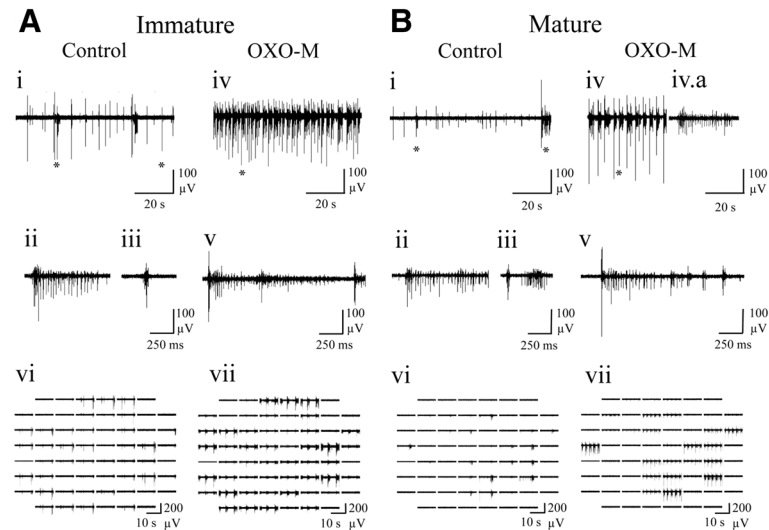 A Immature
Control OXO-M
i iv
* * *
100 µV 100 µV
20 s 20 s
ii iii v
100 µV 100 µV
250 ms 250 ms
vi vii
200 200
10 s µV 10 s µV
B Mature
Control OXO-M
i iv iv.a
* * *
100 µV 100 µV
20 s 20 s
ii iii v
100 µV 100 µV
250 ms 250 ms
vi vii
200 200
10 s µV 10 s µV